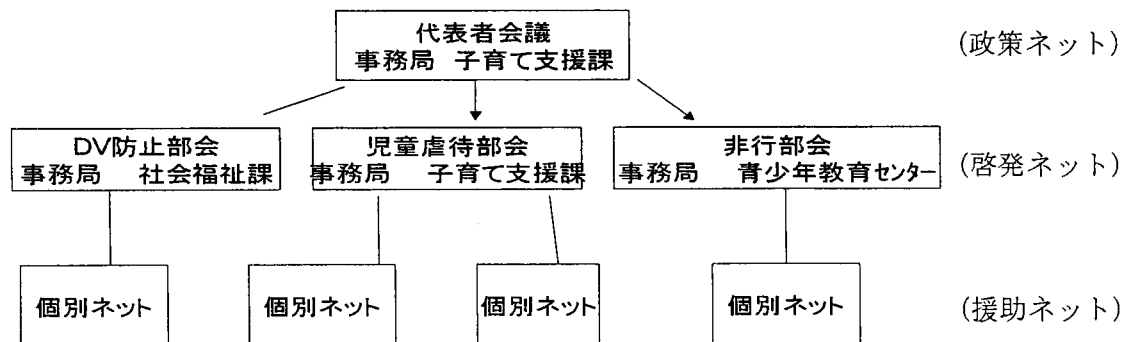 代表者会議
事務局 子育て支援課
(政策ネット)
DV防止部会
事務局 社会福祉課
児童虐待部会
事務局 子育て支援課
非行部会
事務局 青少年教育センター
(啓発ネット)
個別ネット
個別ネット
個別ネット
個別ネット
(援助ネット)